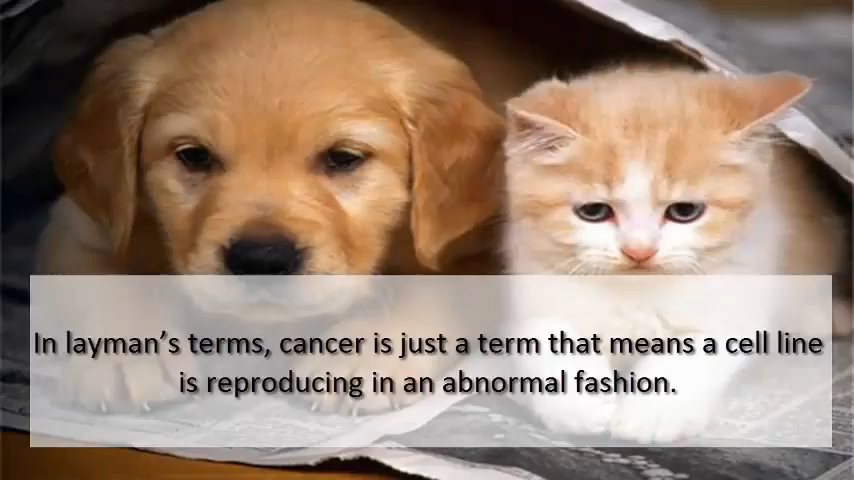 In layman’s terms, cancer is just a term that means a cell line
is reproducing in an abnormal fashion.